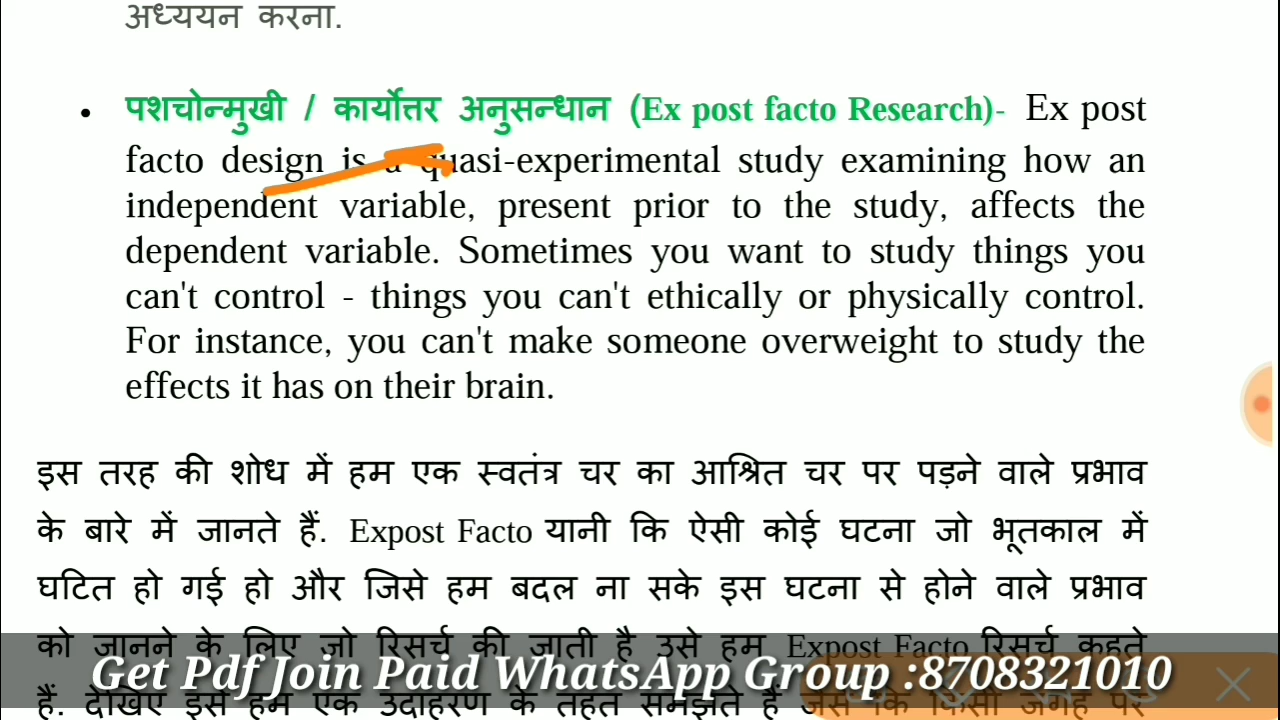 अध्ययन करना.
• पशचोन्मुखी / कार्योत्तर अनुसन्धान (Ex post facto Research)- Ex post
facto design is a quasi-experimental study examining how an
independent variable, present prior to the study, affects the
dependent variable. Sometimes you want to study things you
can't control - things you can't ethically or physically control.
For instance, you can't make someone overweight to study the
effects it has on their brain.
इस तरह की शोध में हम एक स्वतंत्र चर का आश्रित चर पर पड़ने वाले प्रभाव
के बारे में जानते हैं. Expost Facto यानी कि ऐसी कोई घटना जो भूतकाल में
घटित हो गई हो और जिसे हम बदल ना सके इस घटना से होने वाले प्रभाव
को जानने के लिए जो रिसर्च की जाती है उसे हम Expost Facto रिसर्च कहते
Get Pdf Join Paid WhatsApp Group :8708321010
हैं. देखिए इसे हम एक उदाहरण के तहत समझते हैं जैसे कि किसी जगह पर